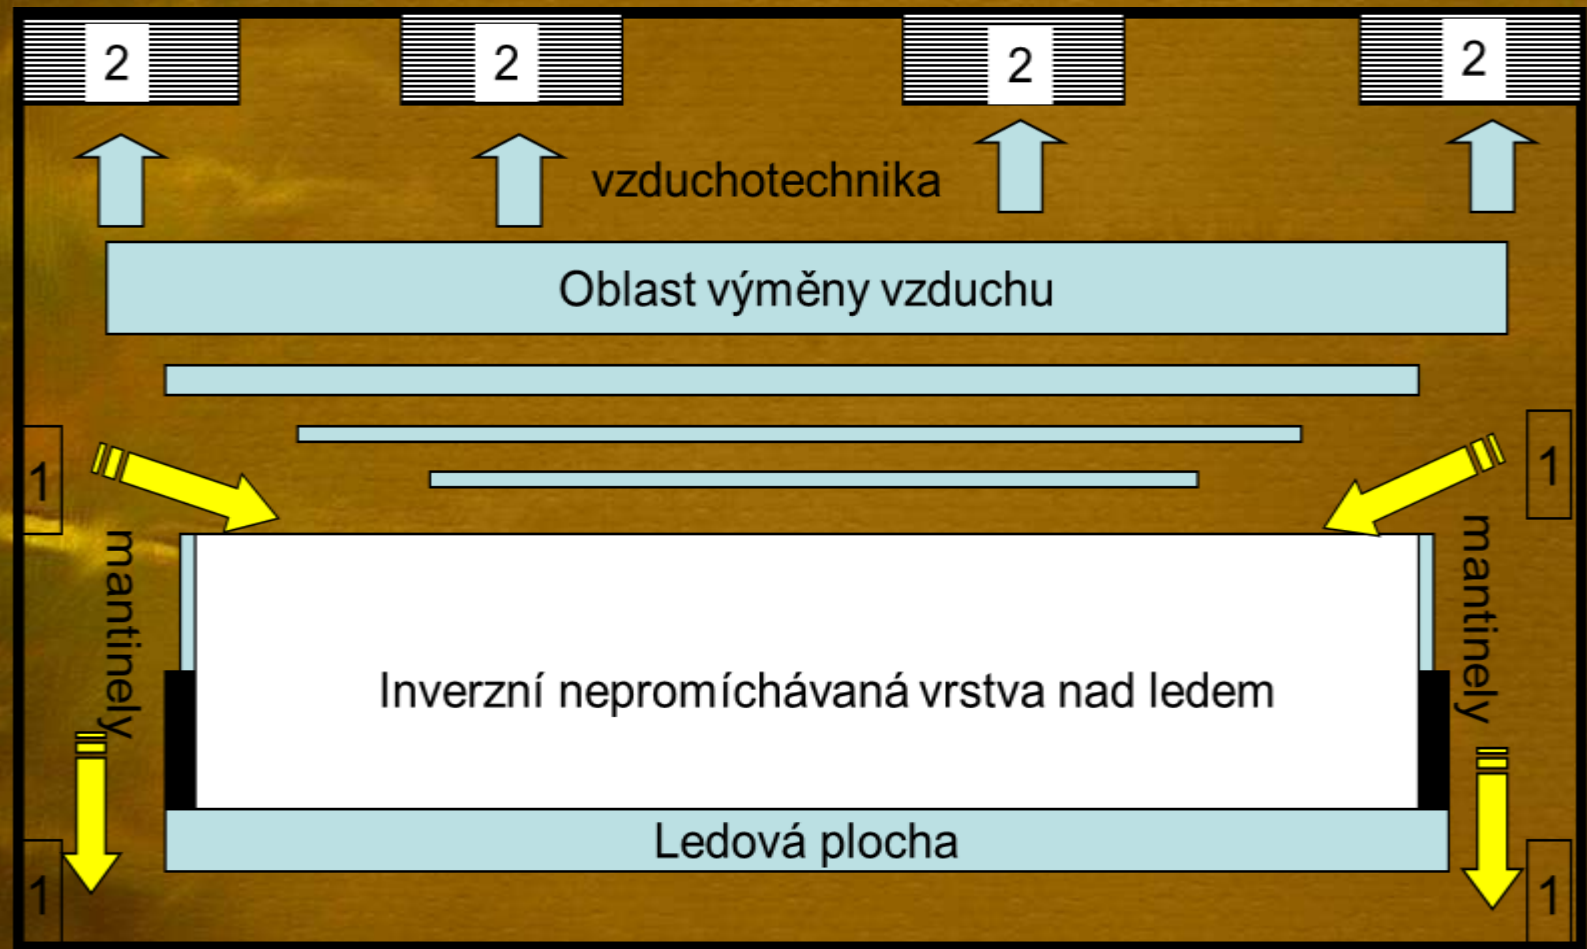 2
2
2
2
vzduchotechnika
Oblast výměny vzduchu
1
1
mantinely
mantinely
Inverzní nepromíchávaná vrstva nad ledem
Ledová plocha
1
1